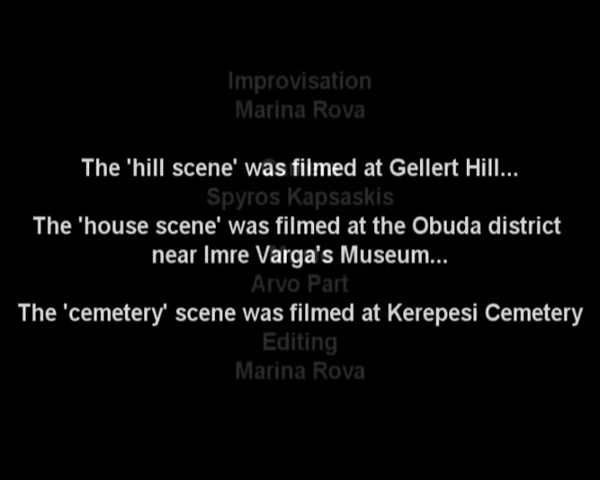 Improvisation
Marina Rova
The 'hill scene' was filmed at Gellert Hill...
Spyros Kapsaskis
The 'house scene' was filmed at the Obuda district
near Imre Varga's Museum...
Arvo Part
The 'cemetery' scene was filmed at Kerepesi Cemetery
Editing
Marina Rova